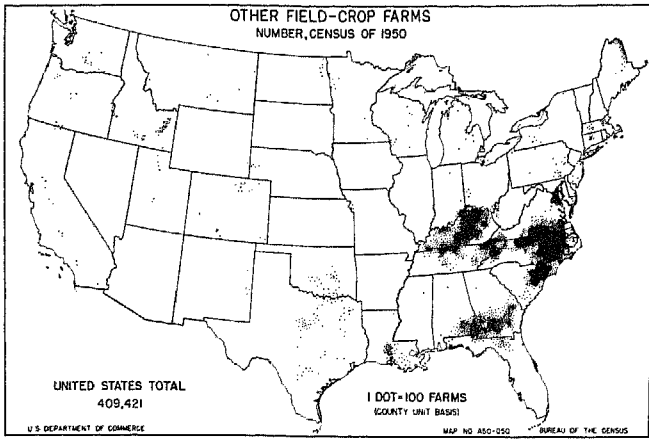 OTHER FIELD-CROP FARMS
NUMBER, CENSUS OF 1950
UNITED STATES TOTAL
409,421
1 DOT=100 FARMS
(COUNTY UNIT BASIS)
U.S. DEPARTMENT OF COMMERCE
MAP NO A50-050
BUREAU OF THE CENSUS